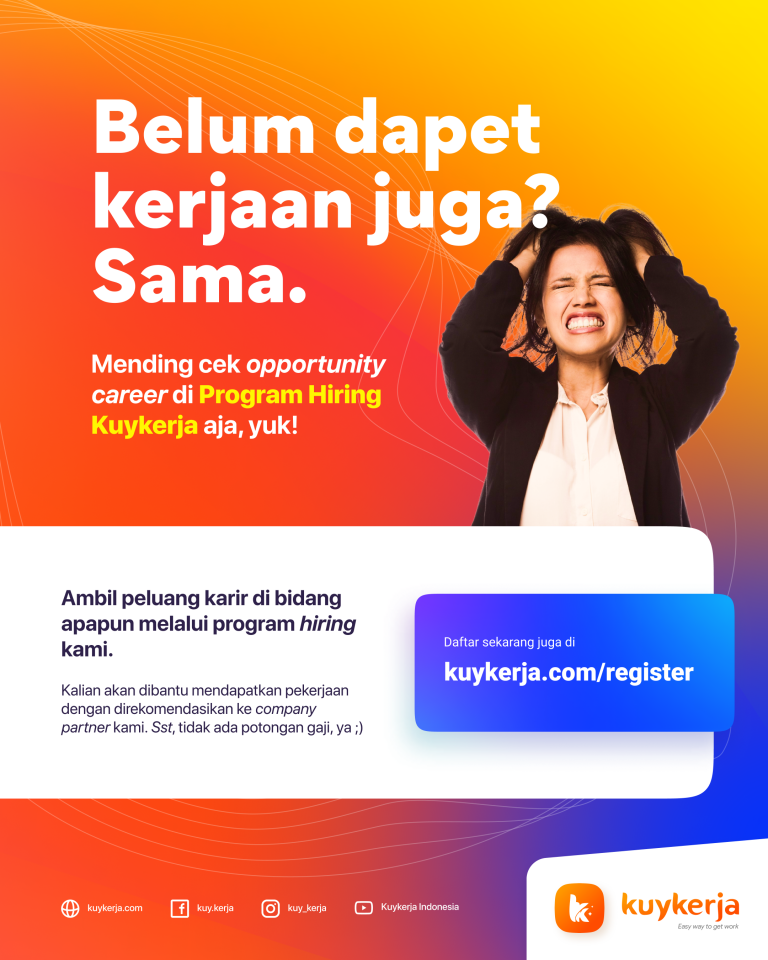 Belum dapet
kerjaan juga?
Sama.
Mending cek opportunity
career di Program Hiring
Kuykerja aja, yuk!
Ambil peluang karir di bidang
apapun melalui program hiring
kami.
Kalian akan dibantu mendapatkan pekerjaan
dengan direkomendasikan ke company
partner kami. Sst, tidak ada potongan gaji, ya ;)
Daftar sekarang juga di
kuykerja.com/register
kuykerja.com
kuy.kerja
kuy_kerja
Kuykerja Indonesia
kuykerja
Easy way to get work